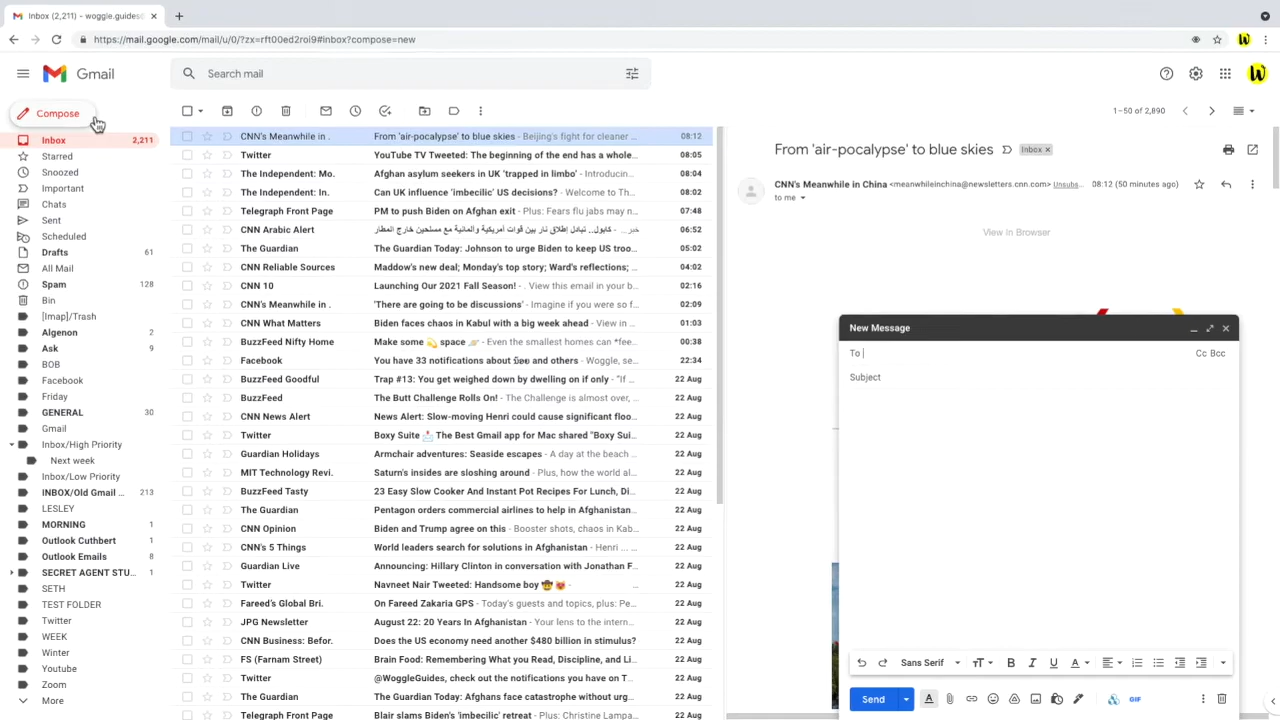 Inbox (2,211) - woggle.guides@
https://mail.google.com/mail/u/0/?zx=rft00ed2roi9#inbox?compose=new
Gmail
Search mail
Compose
1–50 of 2,890
Inbox 2,211
Starred
Snoozed
Important
Chats
Sent
Scheduled
Drafts 61
All Mail
Spam 128
Bin
[Imap]/Trash
Algenon 2
Ask 9
BOB
Facebook
Friday
GENERAL 30
Gmail
Inbox/High Priority
Next week
Inbox/Low Priority
INBOX/Old Gmail ... 213
LESLEY
MORNING 1
Outlook Cuthbert 1
Outlook Emails 8
SECRET AGENT STU... 1
SETH
TEST FOLDER
Twitter
WEEK
Winter
Youtube
Zoom
More
CNN's Meanwhile in . From 'air-pocalypse' to blue skies - Beijing's fight for cleaner ... 08:12
Twitter YouTube TV Tweeted: The beginning of the end has a whole... 08:05
The Independent: Mo. Afghan asylum seekers in UK 'trapped in limbo' - Introducin... 08:04
The Independent: In. Can UK influence 'imbecilic' US decisions? - Welcome to Th... 08:02
Telegraph Front Page PM to push Biden on Afghan exit - Plus: Fears flu jabs may n... 07:48
CNN Arabic Alert كابول.. تبادل إطلاق نار بين قوات أمريكية وألمانية مع مسلحين خارج المطار - خبر... 06:52
The Guardian The Guardian Today: Johnson to urge Biden to keep US troo... 05:02
CNN Reliable Sources Maddow's new deal; Monday's top story; Ward's reflections; ... 04:02
CNN 10 Launching Our 2021 Fall Season! - . View this email in your b... 02:16
CNN's Meanwhile in . 'There are going to be discussions' - Imagine if you were so f... 02:09
CNN What Matters Biden faces chaos in Kabul with a big week ahead - View in ... 01:03
BuzzFeed Nifty Home Make some 💫 space 🪐 - Even the smallest homes can *fee... 00:38
Facebook You have 33 notifications about and others - Woggle, se... 22:34
BuzzFeed Goodful Trap #13: You get weighed down by dwelling on if only - "If ... 22 Aug
BuzzFeed The Butt Challenge Rolls On! - The Challenge is almost over, ... 22 Aug
CNN News Alert News Alert: Slow-moving Henri could cause significant floo... 22 Aug
Twitter Boxy Suite 📩 The Best Gmail app for Mac shared "Boxy Sui... 22 Aug
Guardian Holidays Armchair adventures: Seaside escapes - A day at the beach ... 22 Aug
MIT Technology Revi. Saturn's insides are sloshing around - Plus, how the world al... 22 Aug
BuzzFeed Tasty 23 Easy Slow Cooker And Instant Pot Recipes For Lunch, Di... 22 Aug
The Guardian Pentagon orders commercial airlines to help in Afghanistan... 22 Aug
CNN Opinion Biden and Trump agree on this - Booster shots, chaos in Kab... 22 Aug
CNN's 5 Things World leaders search for solutions in Afghanistan - Henri ... ... 22 Aug
Guardian Live Announcing: Hillary Clinton in conversation with Jonathan F... 22 Aug
Twitter Navneet Nair Tweeted: Handsome boy 🤠 😻 - ... 22 Aug
Fareed's Global Bri. On Fareed Zakaria GPS - Today's guests and topics, plus: Pe... 22 Aug
JPG Newsletter August 22: 20 Years In Afghanistan - Your lens to the intern... 22 Aug
CNN Business: Befor. Does the US economy need another $480 billion in stimulus? 22 Aug
FS (Farnam Street) Brain Food: Remembering What you Read, Discipline, and Li... 22 Aug
Twitter @WoggleGuides, check out the notifications you have on T... 22 Aug
The Guardian The Guardian Today: Afghans face catastrophe without urg... 22 Aug
Telegraph Front Page Blair slams Biden's 'imbecilic' retreat - Plus: Christine Lampa... 22 Aug
From 'air-pocalypse' to blue skies Inbox ×
CNN's Meanwhile in China <meanwhileinchina@newsletters.cnn.com> Unsubs... 08:12 (50 minutes ago)
to me
View in Browser
New Message
To Cc Bcc
Subject
Sans Serif
Send GIF